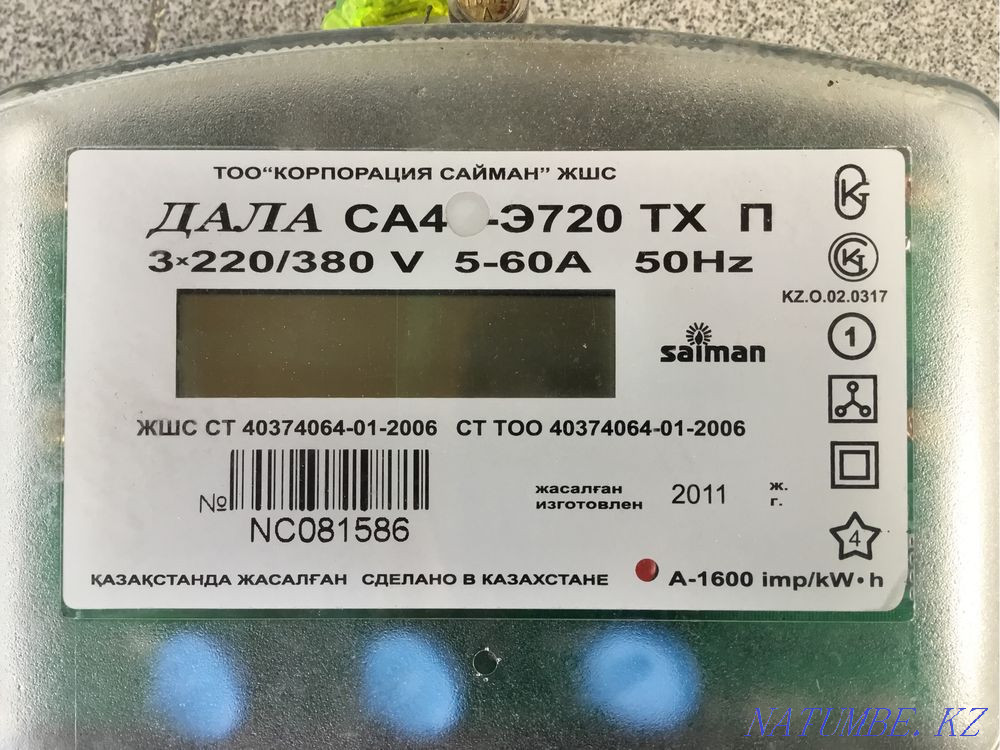 ТОО“КОРПОРАЦИЯ САЙМАН” ЖШС
ДАЛА СА4 -Э720 ТХ П
3×220/380 V 5-60A 50Hz
KZ.O.02.0317
1
saiman
ЖШС СТ 40374064-01-2006 СТ ТОО 40374064-01-2006
№
NC081586
жасалған
изготовлен
2011
ж.
г.
4
ҚАЗАҚСТАНДА ЖАСАЛҒАН СДЕЛАНО В КАЗАХСТАНЕ
A-1600 imp/kW•h
NATUMBE.KZ